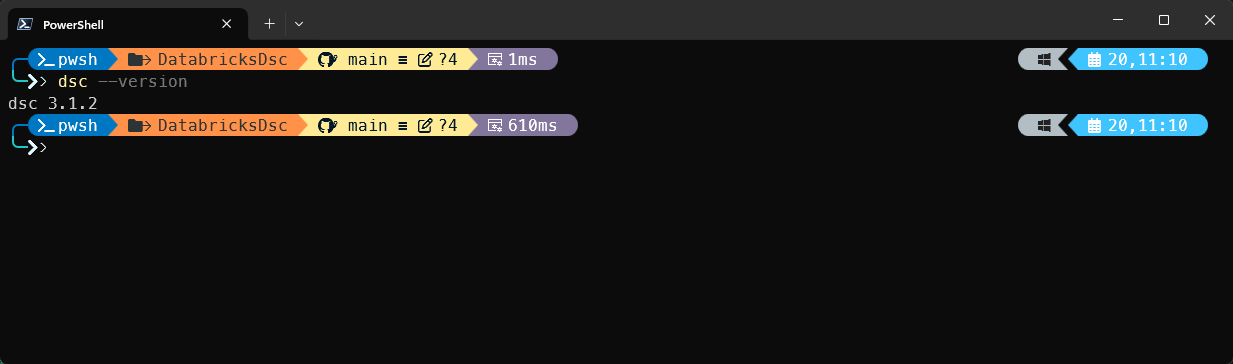 PowerShell
pwsh DatabricksDsc main ≡ ?4 1ms 20,11:10
dsc --version
dsc 3.1.2
pwsh DatabricksDsc main ≡ ?4 610ms 20,11:10